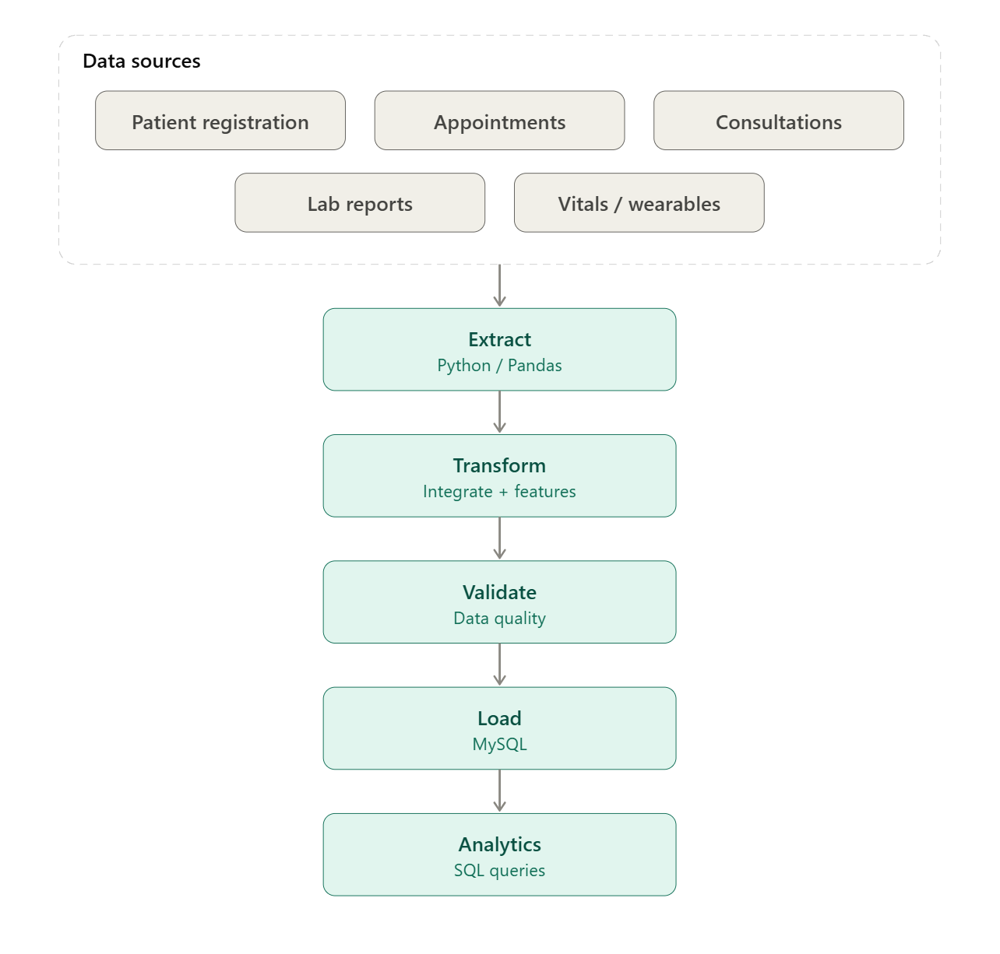 Data sources
Patient registration
Appointments
Consultations
Lab reports
Vitals / wearables
Extract
Python / Pandas
Transform
Integrate + features
Validate
Data quality
Load
MySQL
Analytics
SQL queries